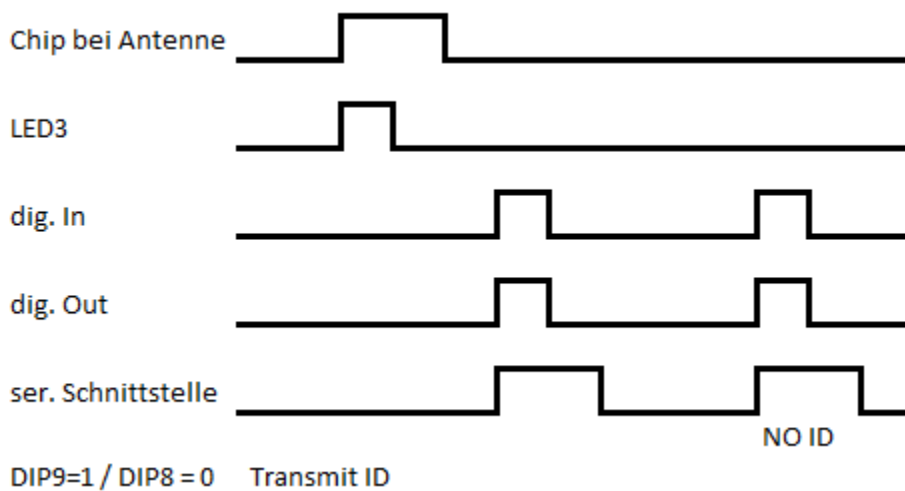 Chip bei Antenne
LED3
dig. In
dig. Out
ser. Schnittstelle
NO ID
DIP9=1 / DIP8 = 0 Transmit ID